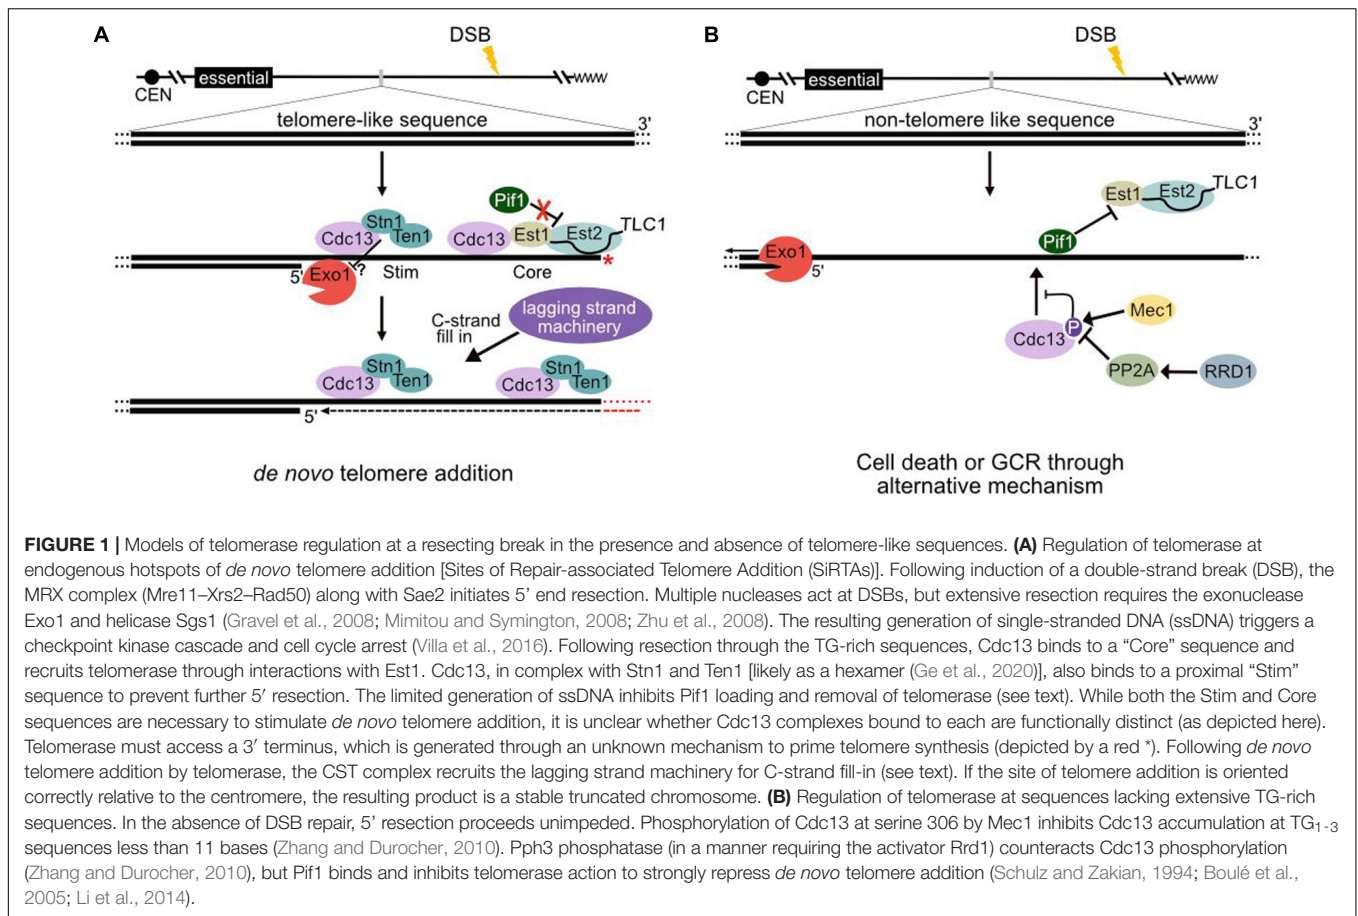 A
DSB
essential
CEN
telomere-like sequence
3'
Pif1
Stn1
Ten1
Cdc13
Cdc13
Est1
Est2
TLC1
5'
Exo1
?
Stim
Core
*
C-strand
fill in
lagging strand
machinery
Stn1
Ten1
Cdc13
Stn1
Ten1
Cdc13
5'
de novo telomere addition
B
DSB
essential
CEN
non-telomere like sequence
3'
Est1
Est2
TLC1
Pif1
Exo1
5'
Mec1
P
Cdc13
PP2A
RRD1
Cell death or GCR through
alternative mechanism
FIGURE 1 | Models of telomerase regulation at a resecting break in the presence and absence of telomere-like sequences. (A) Regulation of telomerase at
endogenous hotspots of de novo telomere addition [Sites of Repair-associated Telomere Addition (SiRTAs)]. Following induction of a double-strand break (DSB), the
MRX complex (Mre11–Xrs2–Rad50) along with Sae2 initiates 5' end resection. Multiple nucleases act at DSBs, but extensive resection requires the exonuclease
Exo1 and helicase Sgs1 (Gravel et al., 2008; Mimitou and Symington, 2008; Zhu et al., 2008). The resulting generation of single-stranded DNA (ssDNA) triggers a
checkpoint kinase cascade and cell cycle arrest (Villa et al., 2016). Following resection through the TG-rich sequences, Cdc13 binds to a “Core” sequence and
recruits telomerase through interactions with Est1. Cdc13, in complex with Stn1 and Ten1 [likely as a hexamer (Ge et al., 2020)], also binds to a proximal “Stim”
sequence to prevent further 5′ resection. The limited generation of ssDNA inhibits Pif1 loading and removal of telomerase (see text). While both the Stim and Core
sequences are necessary to stimulate de novo telomere addition, it is unclear whether Cdc13 complexes bound to each are functionally distinct (as depicted here).
Telomerase must access a 3′ terminus, which is generated through an unknown mechanism to prime telomere synthesis (depicted by a red *). Following de novo
telomere addition by telomerase, the CST complex recruits the lagging strand machinery for C-strand fill-in (see text). If the site of telomere addition is oriented
correctly relative to the centromere, the resulting product is a stable truncated chromosome. (B) Regulation of telomerase at sequences lacking extensive TG-rich
sequences. In the absence of DSB repair, 5′ resection proceeds unimpeded. Phosphorylation of Cdc13 at serine 306 by Mec1 inhibits Cdc13 accumulation at TG1-3
sequences less than 11 bases (Zhang and Durocher, 2010). Pph3 phosphatase (in a manner requiring the activator Rrd1) counteracts Cdc13 phosphorylation
(Zhang and Durocher, 2010), but Pif1 binds and inhibits telomerase action to strongly repress de novo telomere addition (Schulz and Zakian, 1994; Boulé et al.,
2005; Li et al., 2014).